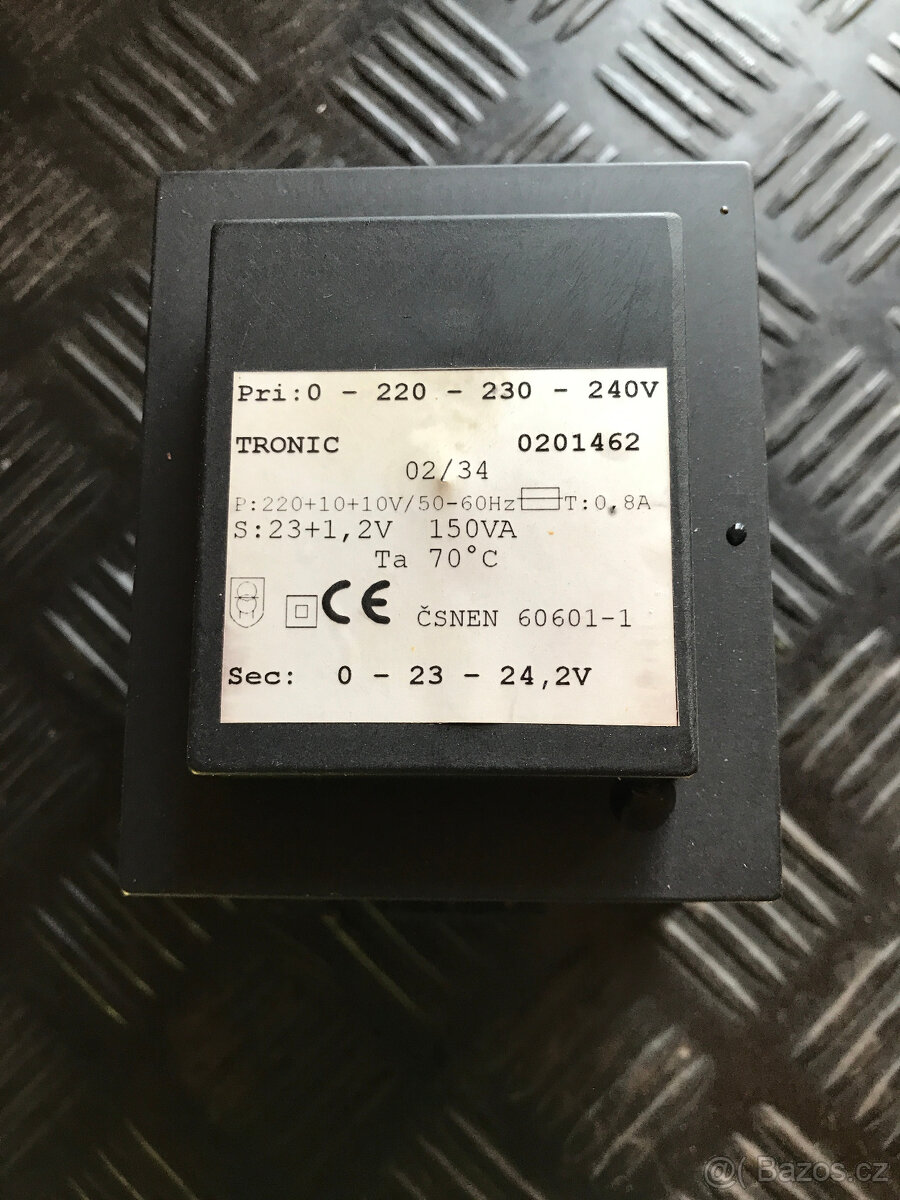 Pri:0 - 220 - 230 - 240V
TRONIC 0201462
02/34
P:220+10+10V/50-60Hz T:0,8A
S:23+1,2V 150VA
Ta 70°C
CE ČSNEN 60601-1
Sec: 0 - 23 - 24,2V
@( Bazos.cz